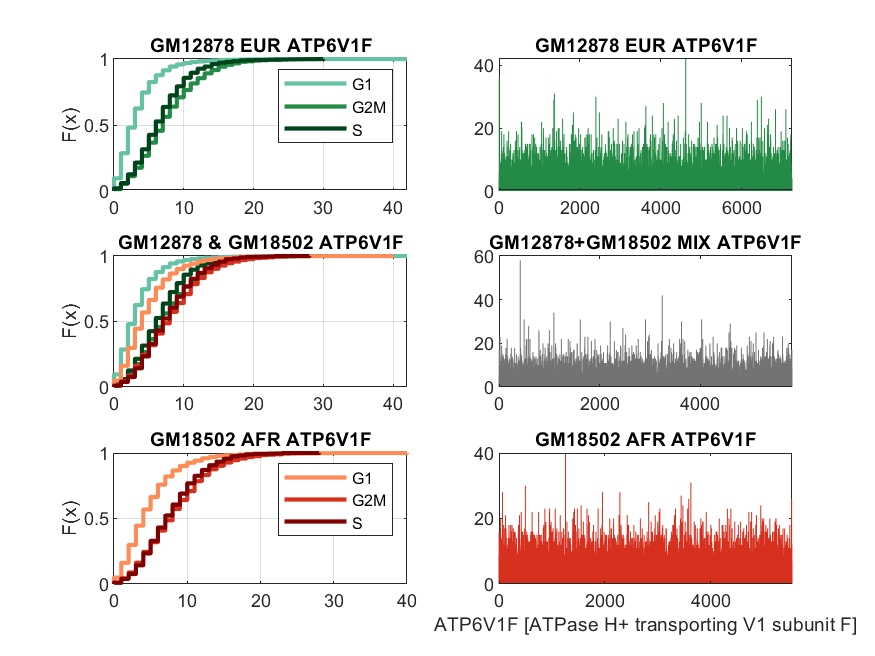 GM12878 EUR ATP6V1F
F(x)
1
0.5
0
0 10 20 30 40
G1
G2M
S
GM12878 EUR ATP6V1F
40
20
0
0 2000 4000 6000
GM12878 & GM18502 ATP6V1F
F(x)
1
0.5
0
0 10 20 30 40
GM12878+GM18502 MIX ATP6V1F
60
40
20
0
0 2000 4000
GM18502 AFR ATP6V1F
F(x)
1
0.5
0
0 10 20 30 40
G1
G2M
S
GM18502 AFR ATP6V1F
40
20
0
0 2000 4000
ATP6V1F [ATPase H+ transporting V1 subunit F]